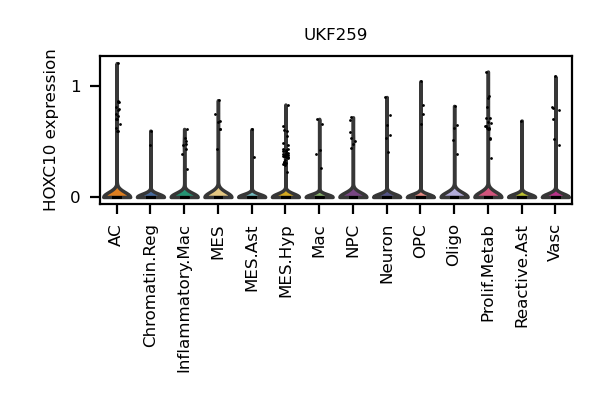 UKF259
HOXC10 expression
1
0
AC
Chromatin.Reg
Inflammatory.Mac
MES
MES.Ast
MES.Hyp
Mac
NPC
Neuron
OPC
Oligo
Prolif.Metab
Reactive.Ast
Vasc